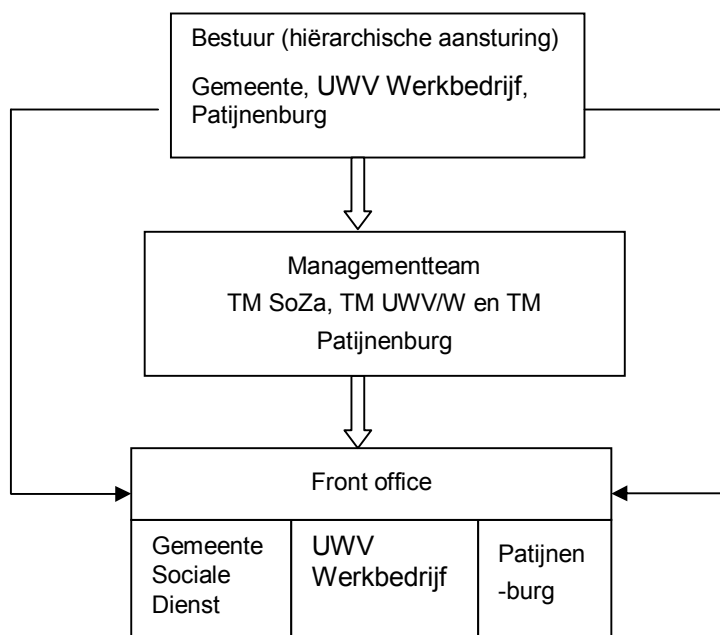 Bestuur (hiërarchische aansturing)
Gemeente, UWV Werkbedrijf,
Patijnenburg
Managementteam
TM SoZa, TM UWV/W en TM
Patijnenburg
Front office
Gemeente
Sociale
Dienst
UWV
Werkbedrijf
Patijnen
-burg